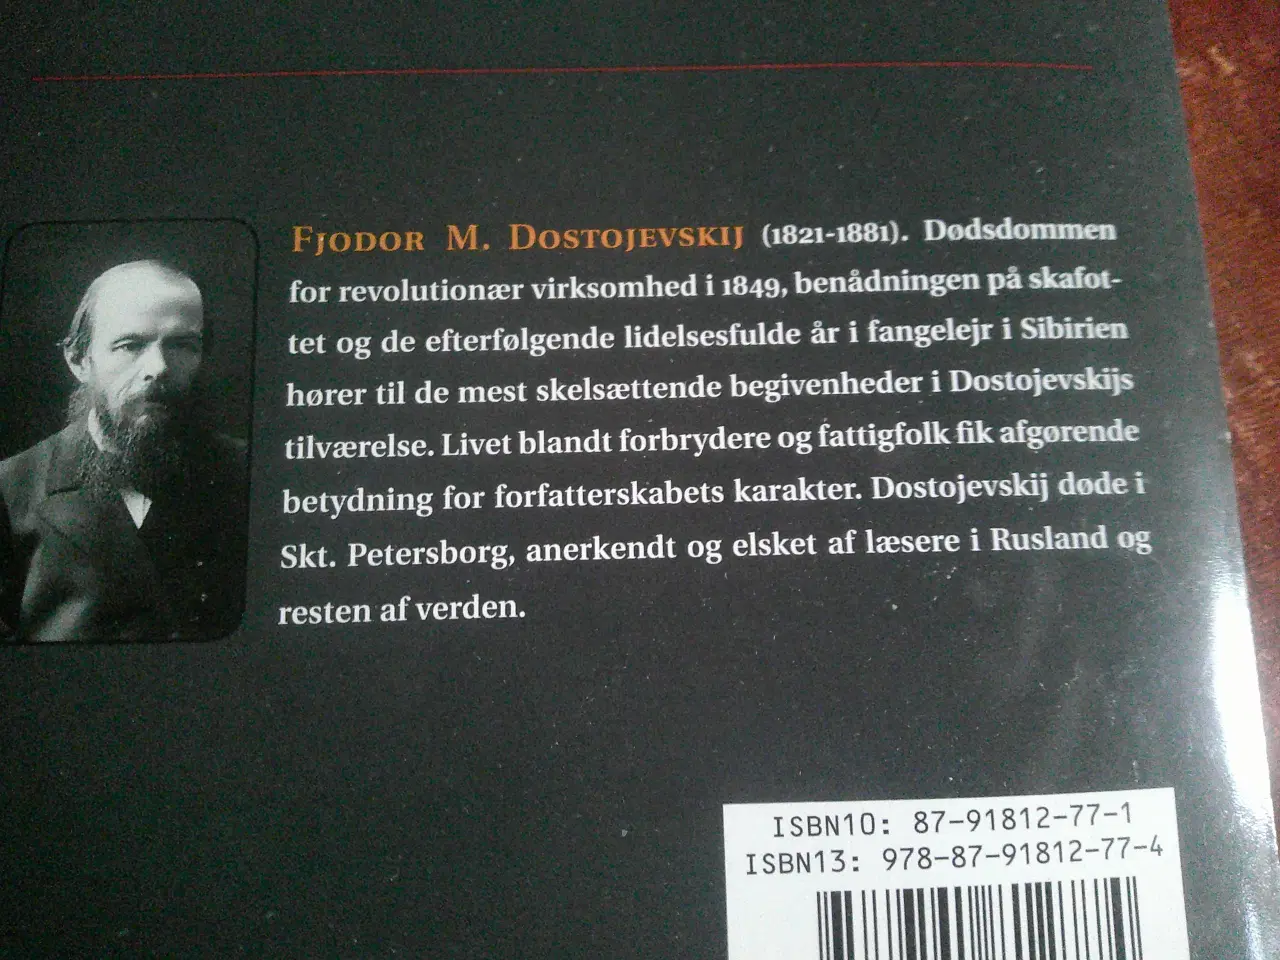 Fjodor M. Dostojevskij (1821-1881). Dødsdommen
for revolutionær virksomhed i 1849, benådningen på skafot-
tet og de efterfølgende lidelsesfulde år i fangelejr i Sibirien
hører til de mest skelsættende begivenheder i Dostojevskijs
tilværelse. Livet blandt forbrydere og fattigfolk fik afgørende
betydning for forfatterskabets karakter. Dostojevskij døde i
Skt. Petersborg, anerkendt og elsket af læsere i Rusland og
resten af verden.
ISBN10: 87-91812-77-1
ISBN13: 978-87-91812-77-4